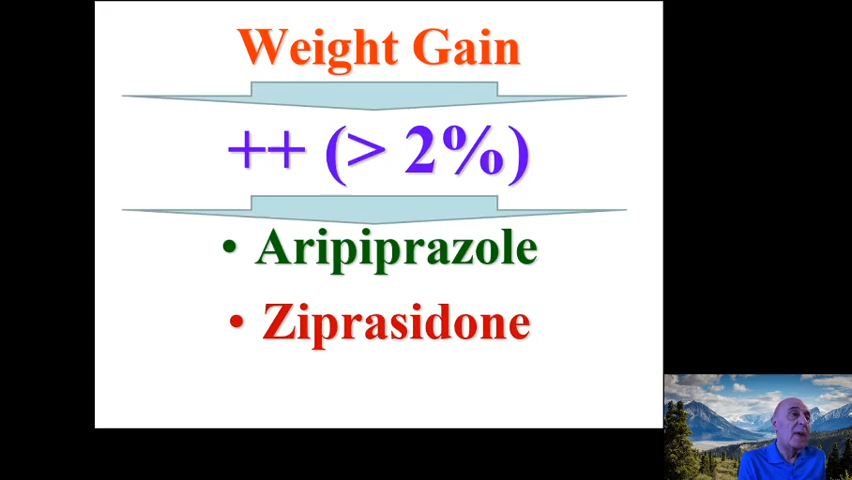 Weight Gain
++ (> 2%)
• Aripiprazole
• Ziprasidone